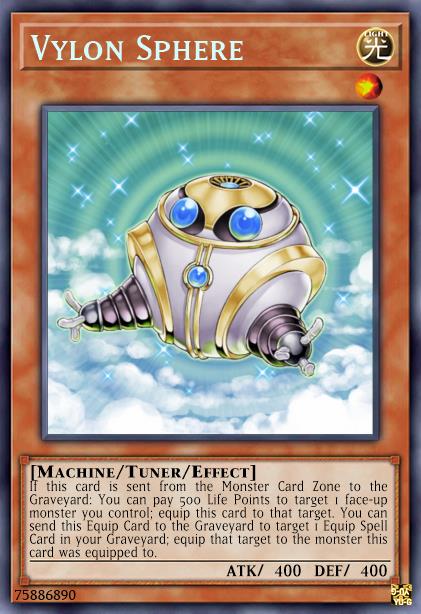 Vylon Sphere
LIGHT
光
[Machine/Tuner/Effect]
If this card is sent from the Monster Card Zone to the
Graveyard: You can pay 500 Life Points to target 1 face-up
monster you control; equip this card to that target. You can
send this Equip Card to the Graveyard to target 1 Equip Spell
Card in your Graveyard; equip that target to the monster this
card was equipped to.
ATK/ 400 DEF/ 400
75886890